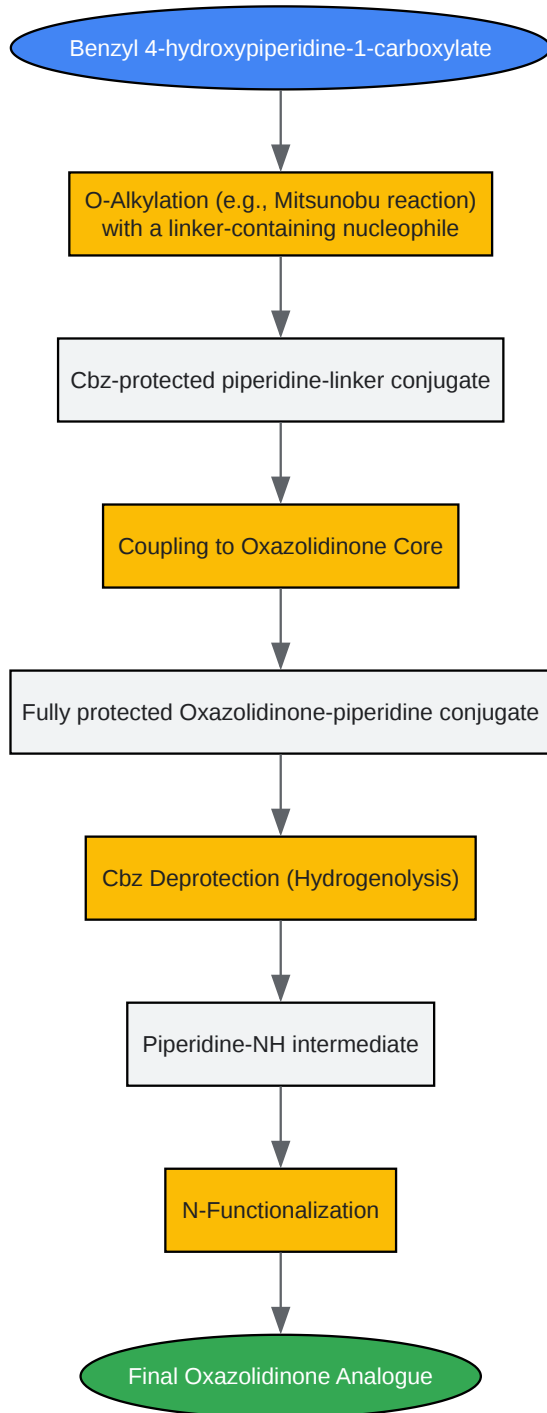 Benzyl 4-hydroxypiperidine-1-carboxylate
O-Alkylation (e.g., Mitsunobu reaction)
with a linker-containing nucleophile
Cbz-protected piperidine-linker conjugate
Coupling to Oxazolidinone Core
Fully protected Oxazolidinone-piperidine conjugate
Cbz Deprotection (Hydrogenolysis)
Piperidine-NH intermediate
N-Functionalization
Final Oxazolidinone Analogue